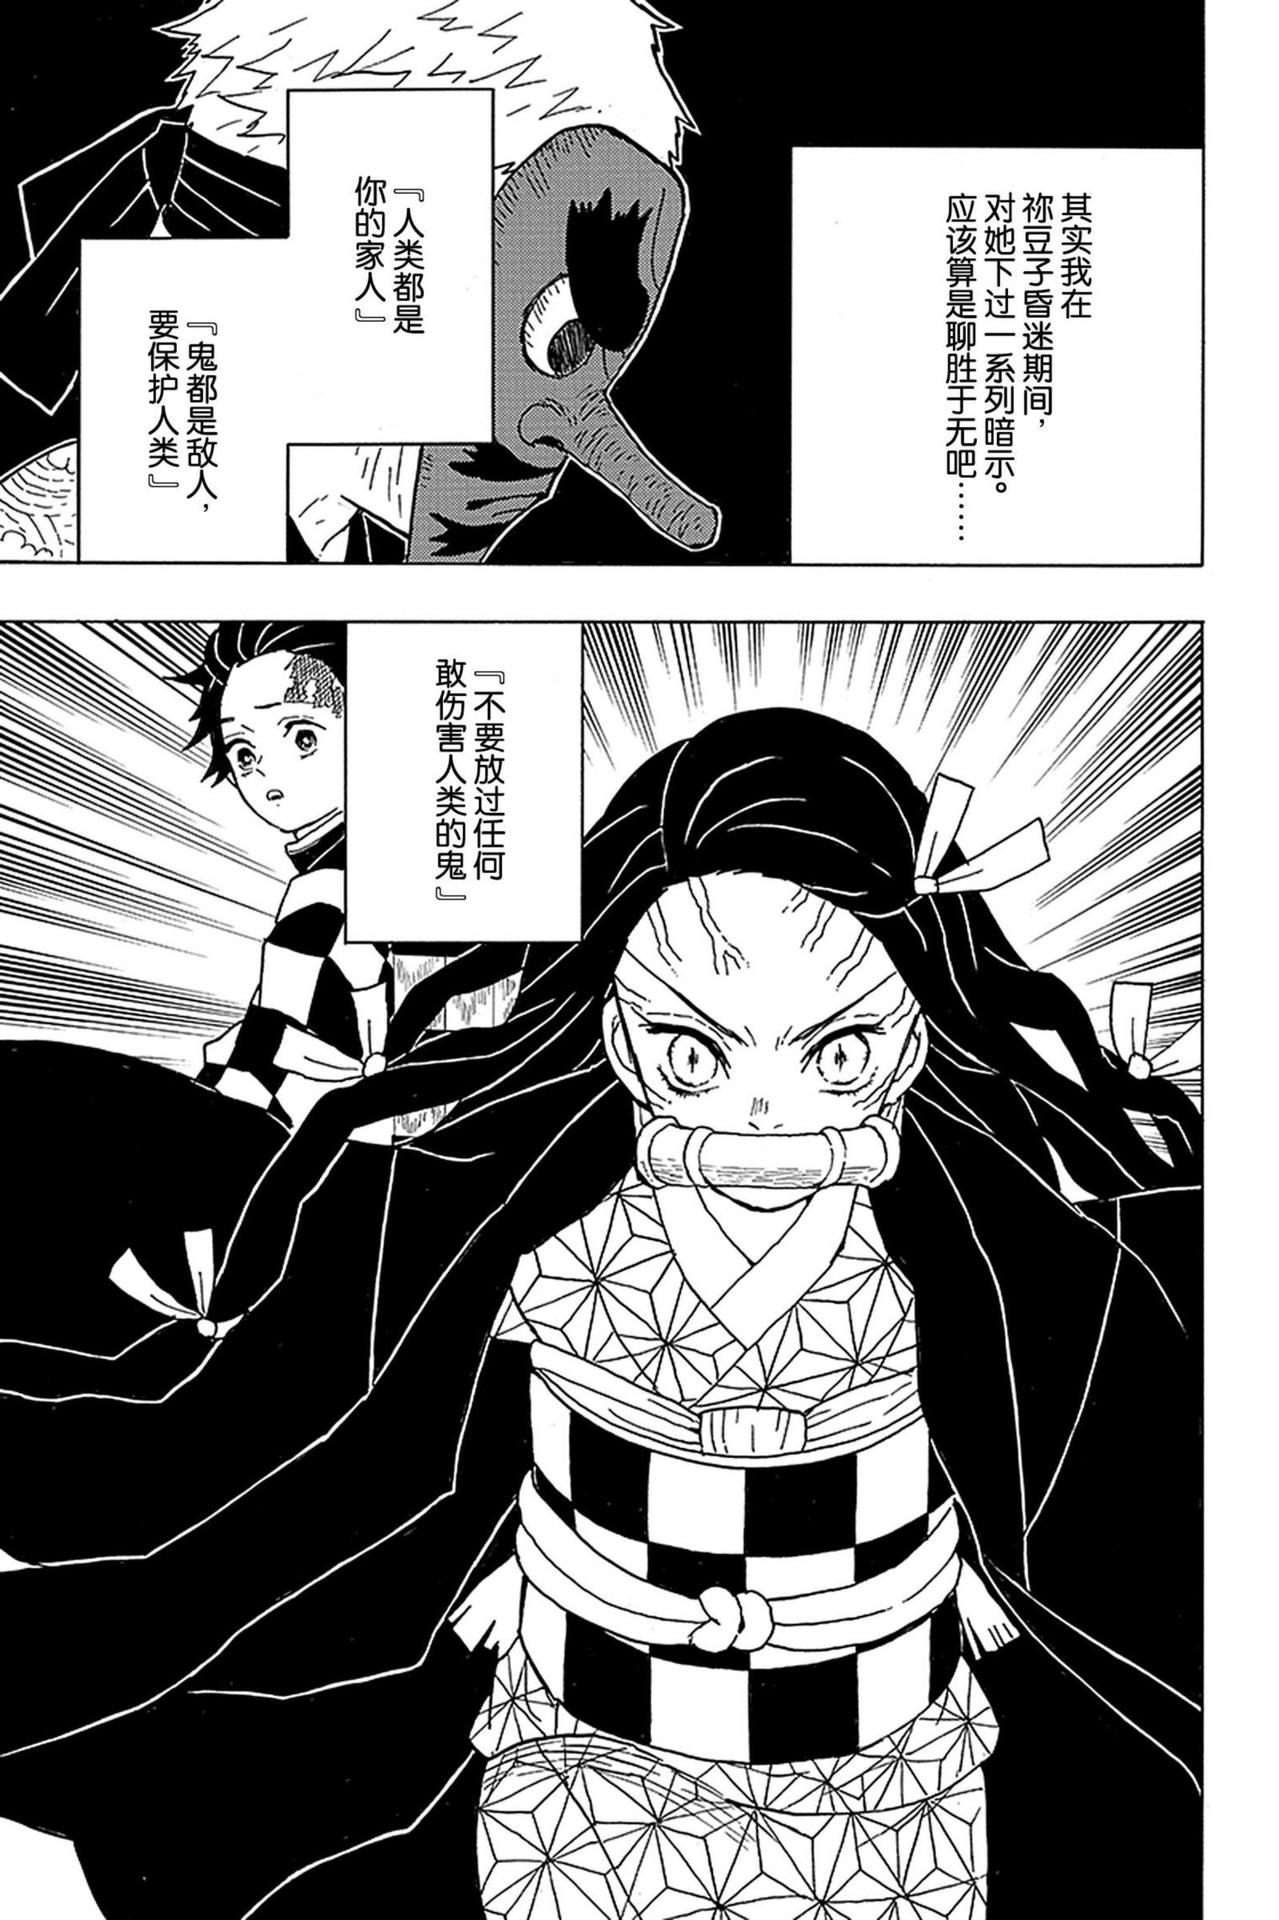 其实我在
祢豆子昏迷期间，
对她下过一系列暗示。
应该算是聊胜于无吧……
『人类都是
你的家人』
『鬼都是敌人，
要保护人类』
『不要放过任何
敢伤害人类的鬼』